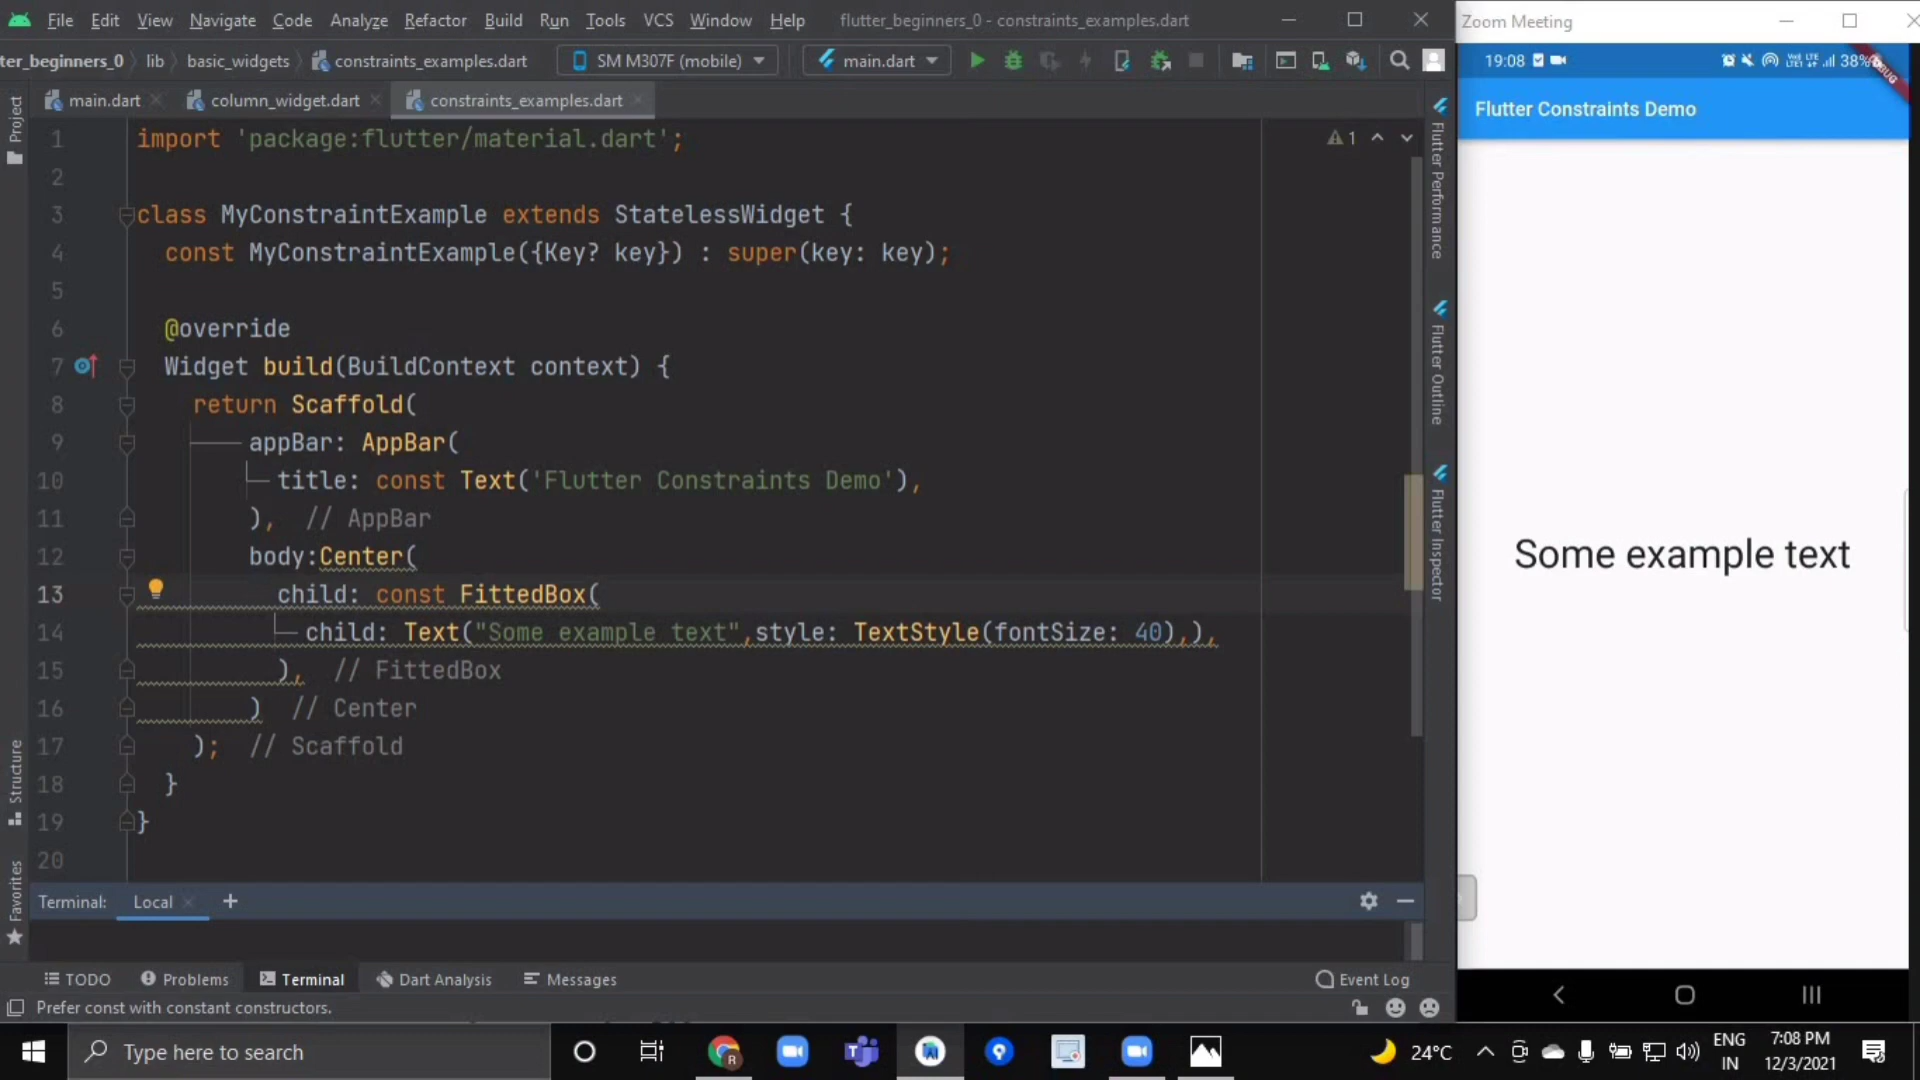 File Edit View Navigate Code Analyze Refactor Build Run Tools VCS Window Help flutter_beginners_0 - constraints_examples.dart
ter_beginners_0 lib basic_widgets constraints_examples.dart SM M307F (mobile) main.dart
main.dart column_widget.dart constraints_examples.dart
Project
Structure
Favorites
1 import 'package:flutter/material.dart';
2
3 class MyConstraintExample extends StatelessWidget {
4 const MyConstraintExample({Key? key}) : super(key: key);
5
6 @override
7 Widget build(BuildContext context) {
8 return Scaffold(
9 appBar: AppBar(
10 title: const Text('Flutter Constraints Demo'),
11 ), // AppBar
12 body:Center(
13 child: const FittedBox(
14 child: Text("Some example text",style: TextStyle(fontSize: 40),),
15 ), // FittedBox
16 ) // Center
17 ); // Scaffold
18 }
19 }
20
1
Flutter Performance
Flutter Outline
Flutter Inspector
Terminal: Local +
TODO Problems Terminal Dart Analysis Messages Event Log
Prefer const with constant constructors.
Zoom Meeting
19:08 38%
Flutter Constraints Demo
Some example text
Type here to search
24°C
ENG
IN
7:08 PM
12/3/2021